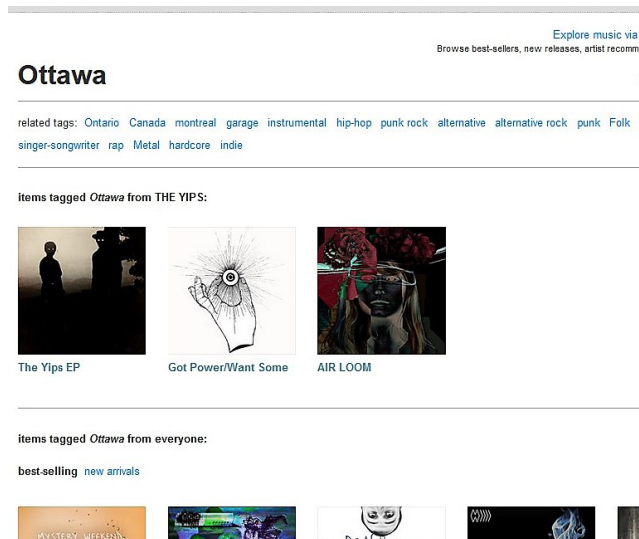 Explore music via
Browse best-sellers, new releases, artist recomm
Ottawa
related tags: Ontario Canada montreal garage instrumental hip-hop punk rock alternative alternative rock punk Folk
singer-songwriter rap Metal hardcore indie
items tagged Ottawa from THE YIPS:
The Yips EP
Got Power/Want Some
AIR LOOM
items tagged Ottawa from everyone:
best-selling new arrivals
MYSTERY WEEKEND